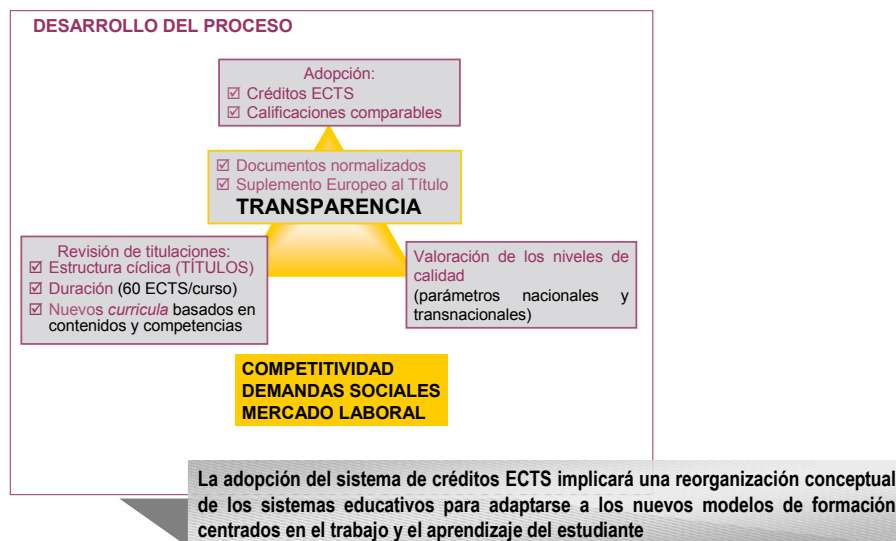 DESARROLLO DEL PROCESO
Adopción:
☑ Créditos ECTS
☑ Calificaciones comparables
☑ Documentos normalizados
☑ Suplemento Europeo al Título
TRANSPARENCIA
Revisión de titulaciones:
☑ Estructura cíclica (TÍTULOS)
☑ Duración (60 ECTS/curso)
☑ Nuevos curricula basados en
contenidos y competencias
Valoración de los niveles de
calidad
(parámetros nacionales y
transnacionales)
COMPETITIVIDAD
DEMANDAS SOCIALES
MERCADO LABORAL
La adopción del sistema de créditos ECTS implicará una reorganización conceptual
de los sistemas educativos para adaptarse a los nuevos modelos de formación
centrados en el trabajo y el aprendizaje del estudiante